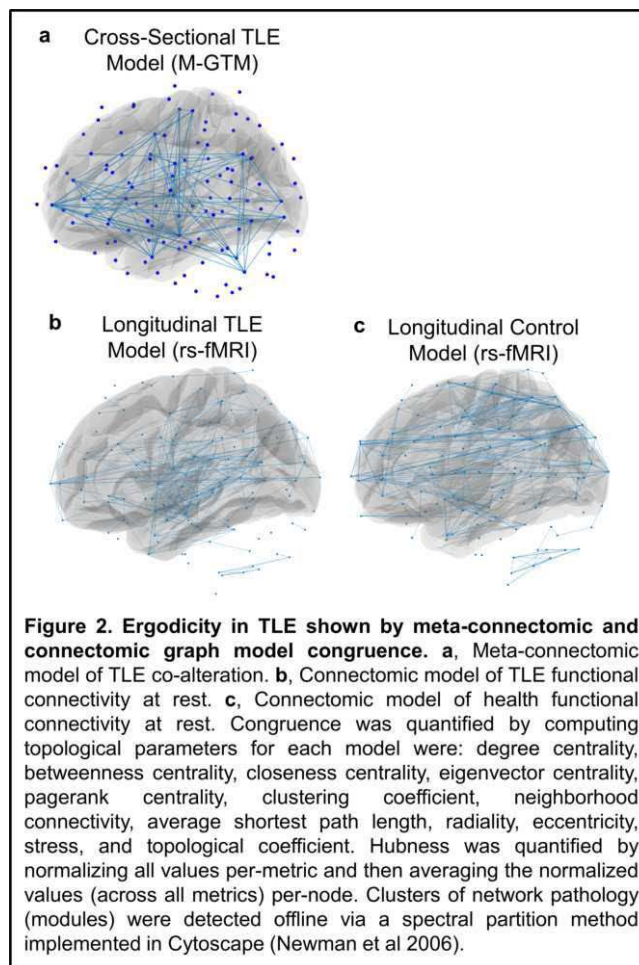 a Cross-Sectional TLE
Model (M-GTM)
b Longitudinal TLE
Model (rs-fMRI)
c Longitudinal Control
Model (rs-fMRI)
Figure 2. Ergodicity in TLE shown by meta-connectomic and
connectomic graph model congruence. a, Meta-connectomic
model of TLE co-alteration. b, Connectomic model of TLE functional
connectivity at rest. c, Connectomic model of health functional
connectivity at rest. Congruence was quantified by computing
topological parameters for each model were: degree centrality,
betweenness centrality, closeness centrality, eigenvector centrality,
pagerank centrality, clustering coefficient, neighborhood
connectivity, average shortest path length, radiality, eccentricity,
stress, and topological coefficient. Hubness was quantified by
normalizing all values per-metric and then averaging the normalized
values (across all metrics) per-node. Clusters of network pathology
(modules) were detected offline via a spectral partition method
implemented in Cytoscape (Newman et al 2006).